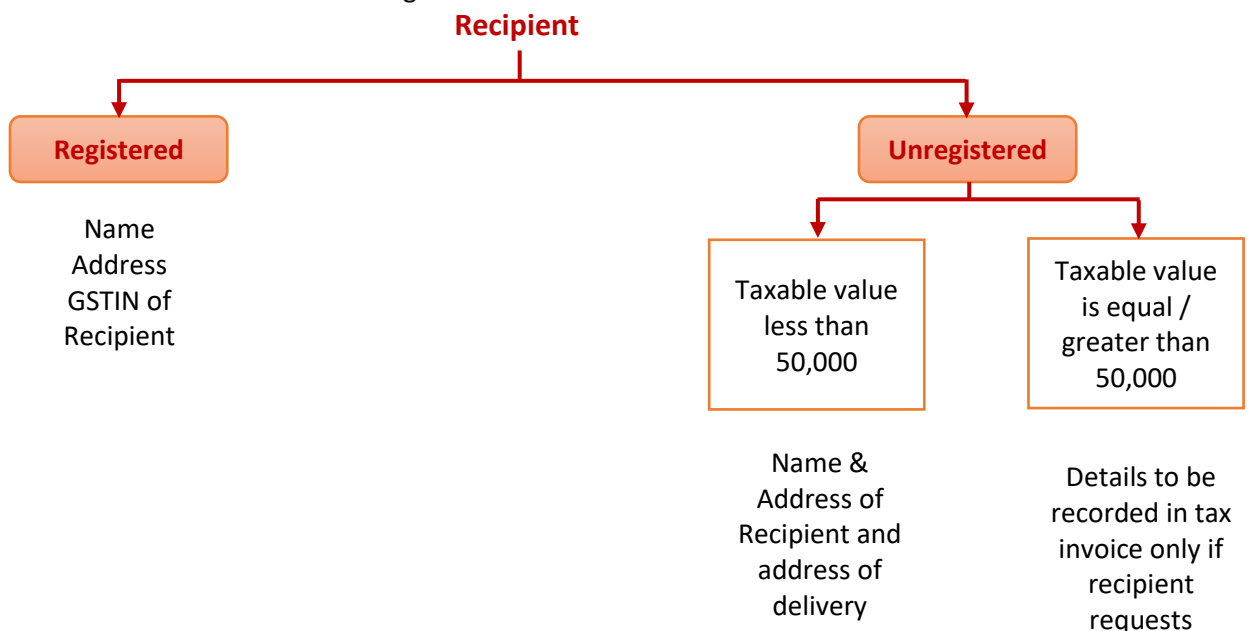 Recipient
Registered
Unregistered
Name
Address
GSTIN of
Recipient
Taxable value
less than
50,000
Taxable value
is equal /
greater than
50,000
Name &
Address of
Recipient and
address of
delivery
Details to be
recorded in tax
invoice only if
recipient
requests